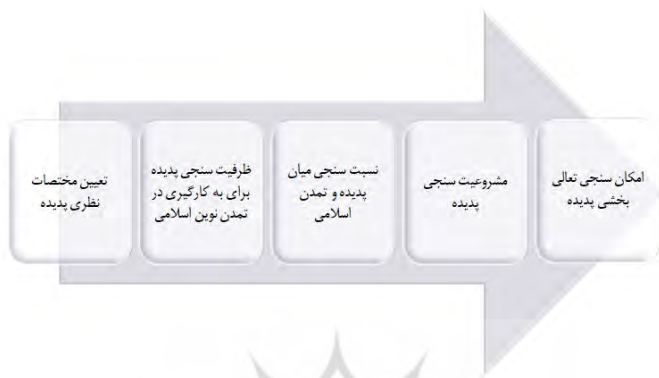 تعیین مختصات
نظری پدیده
ظرفیت سنجی پدیده
برای به کارگیری در
تمدن نوین اسلامی
نسبت سنجی میان
پدیده و تمدن
اسلامی
مشروعیت سنجی
پدیده
امکان سنجی تعالی
بخشی پدیده